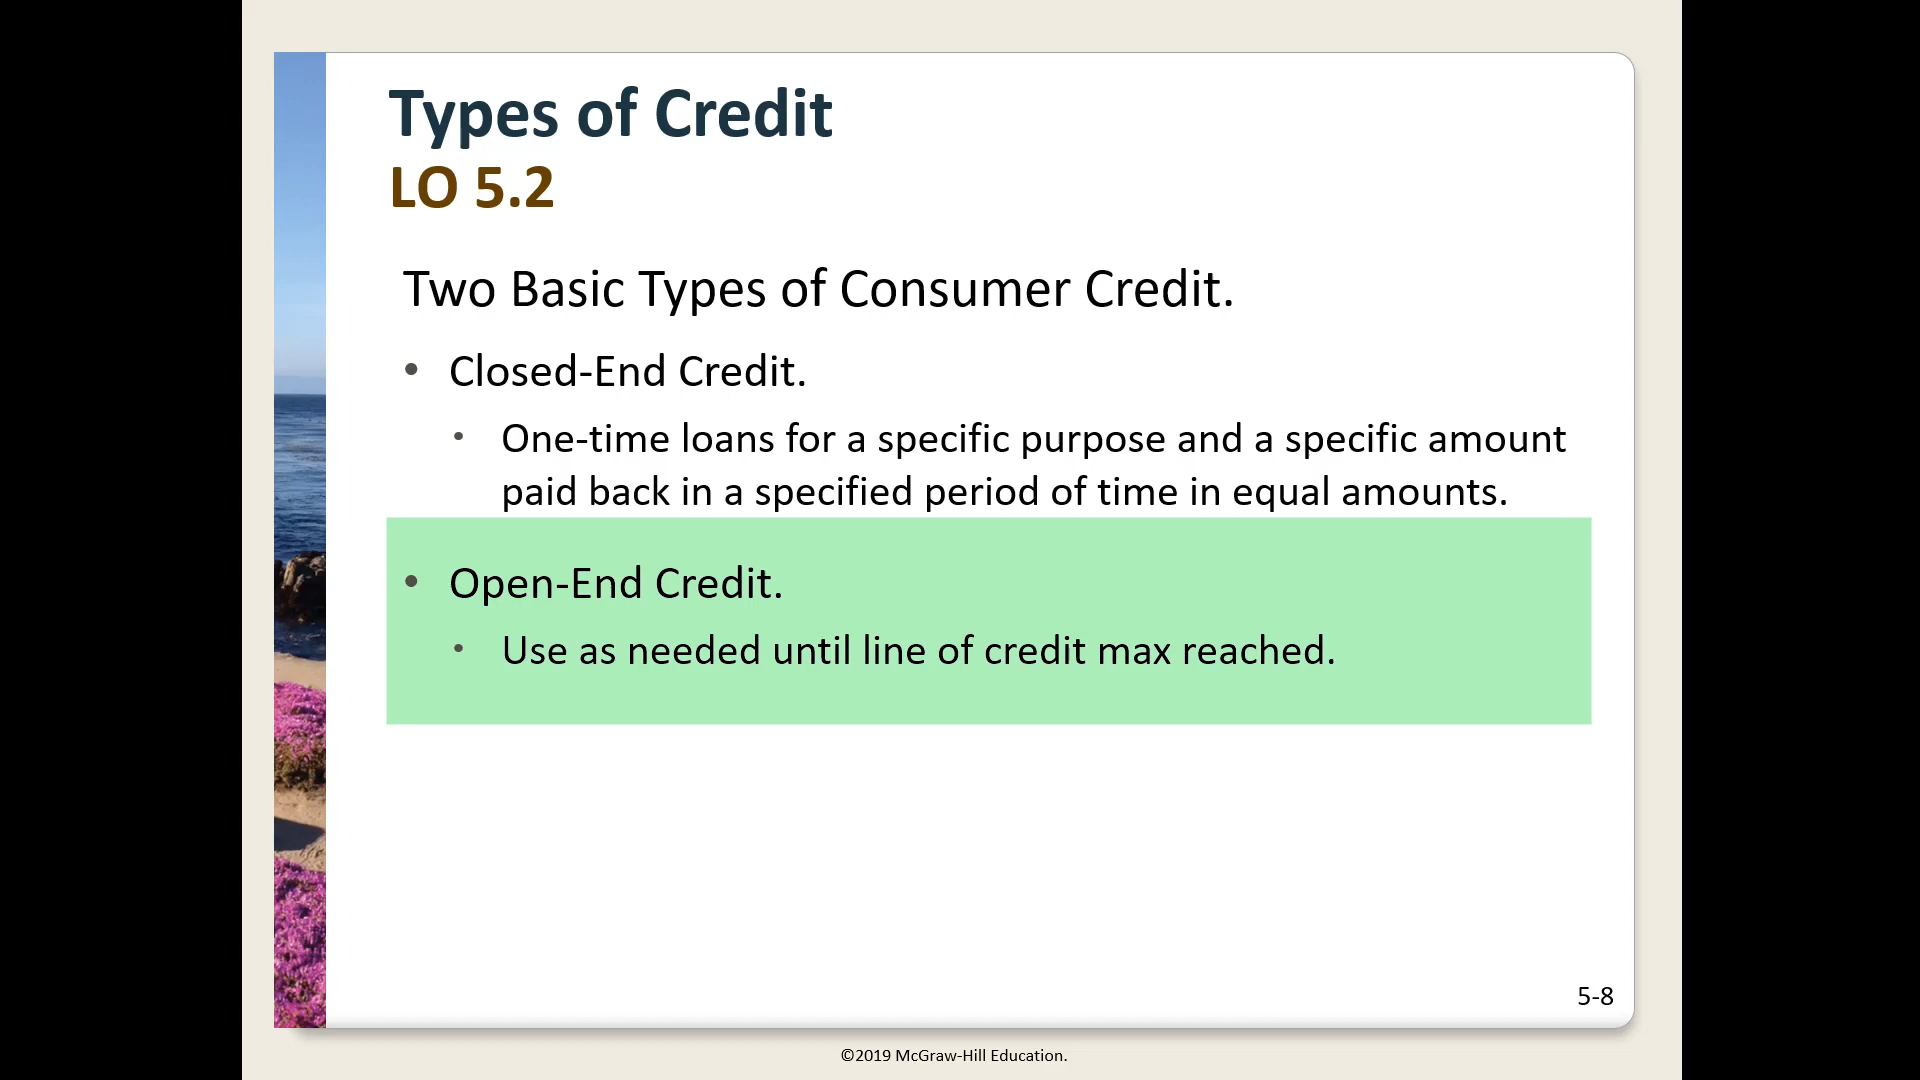 Types of Credit
LO 5.2
Two Basic Types of Consumer Credit.
• Closed-End Credit.
• One-time loans for a specific purpose and a specific amount
paid back in a specified period of time in equal amounts.
• Open-End Credit.
• Use as needed until line of credit max reached.
5-8
©2019 McGraw-Hill Education.